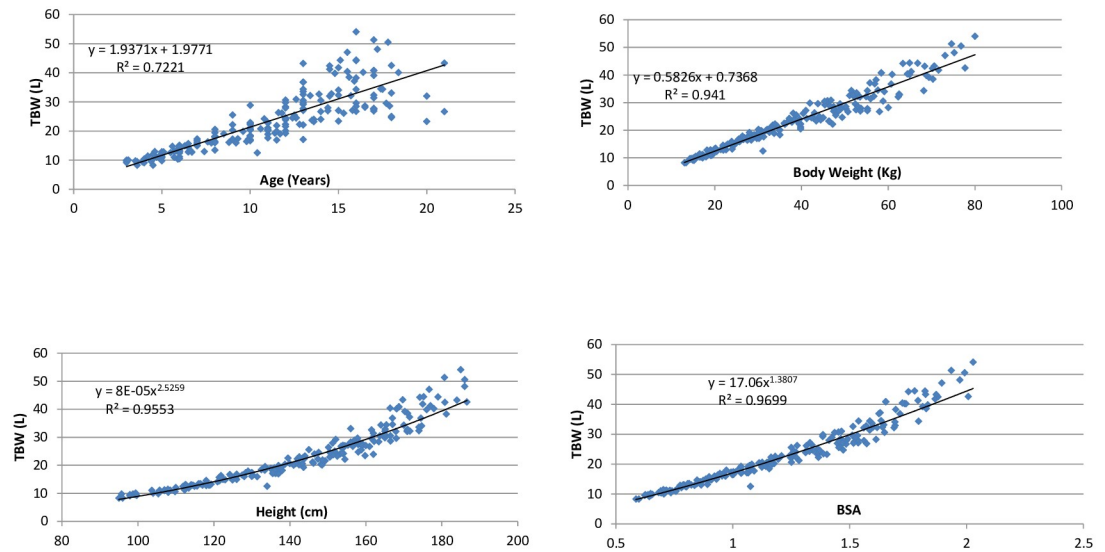 60
50
40
30
20
10
0
TBW (L)
y = 1.9371x + 1.9771
R² = 0.7221
Age (Years)
0 5 10 15 20 25
60
50
40
30
20
10
0
TBW (L)
y = 0.5826x + 0.7368
R² = 0.941
Body Weight (Kg)
0 20 40 60 80 100
60
50
40
30
20
10
0
TBW (L)
y = 8E-05x^2.5259
R² = 0.9553
Height (cm)
80 100 120 140 160 180 200
60
50
40
30
20
10
0
TBW (L)
y = 17.06x^1.3807
R² = 0.9699
BSA
0.5 1 1.5 2 2.5